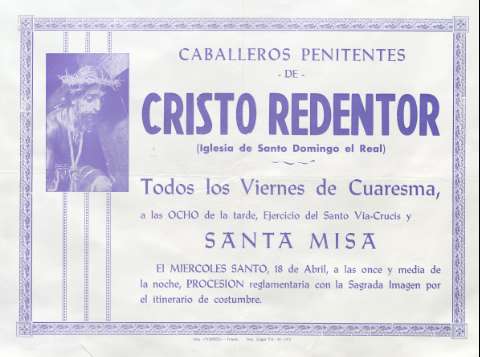 CABALLEROS PENITENTES
- DE -
CRISTO REDENTOR
(Iglesia de Santo Domingo el Real)
Todos los Viernes de Cuaresma,
a las OCHO de la tarde, Ejercicio del Santo Vía-Crucis y
SANTA MISA
El MIERCOLES SANTO, 18 de Abril, a las once y media de
la noche, PROCESION reglamentaria con la Sagrada Imagen por
el itinerario de costumbre.